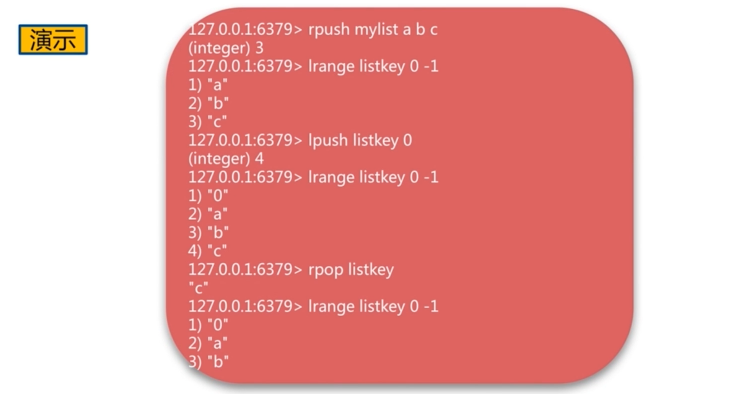 演示
127.0.0.1:6379> rpush mylist a b c
(integer) 3
127.0.0.1:6379> lrange listkey 0 -1
1) "a"
2) "b"
3) "c"
127.0.0.1:6379> lpush listkey 0
(integer) 4
127.0.0.1:6379> lrange listkey 0 -1
1) "0"
2) "a"
3) "b"
4) "c"
127.0.0.1:6379> rpop listkey
"c"
127.0.0.1:6379> lrange listkey 0 -1
1) "0"
2) "a"
3) "b"